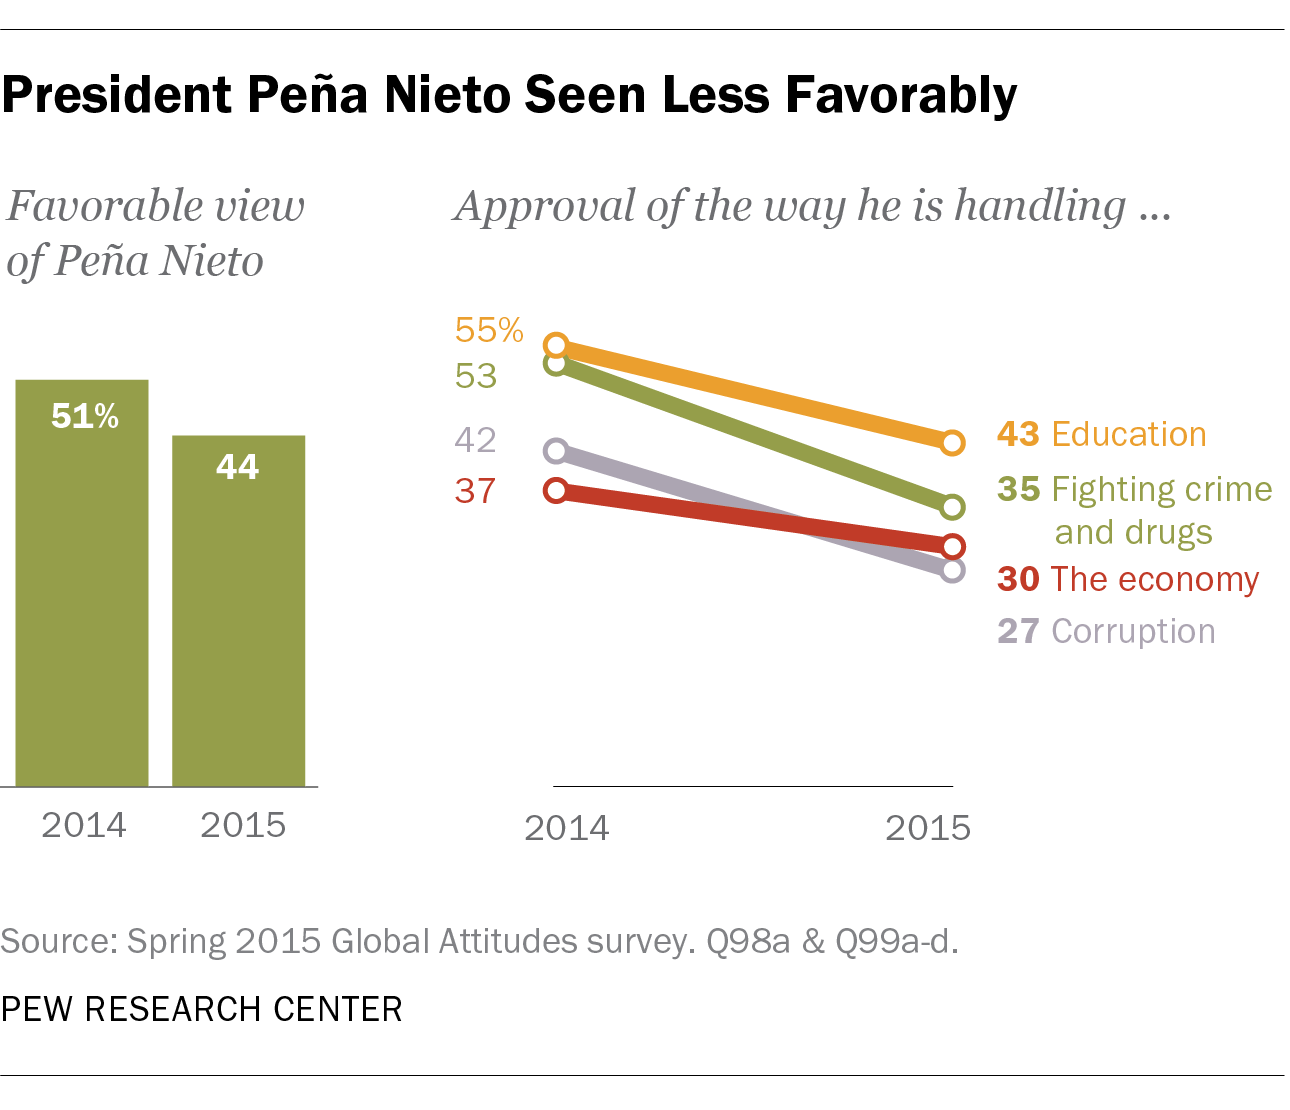 President Peña Nieto Seen Less Favorably
Favorable view
of Peña Nieto
51%
44
2014
2015
Approval of the way he is handling ...
55%
53
42
37
43 Education
35 Fighting crime
and drugs
30 The economy
27 Corruption
2014
2015
Source: Spring 2015 Global Attitudes survey. Q98a & Q99a-d.
PEW RESEARCH CENTER